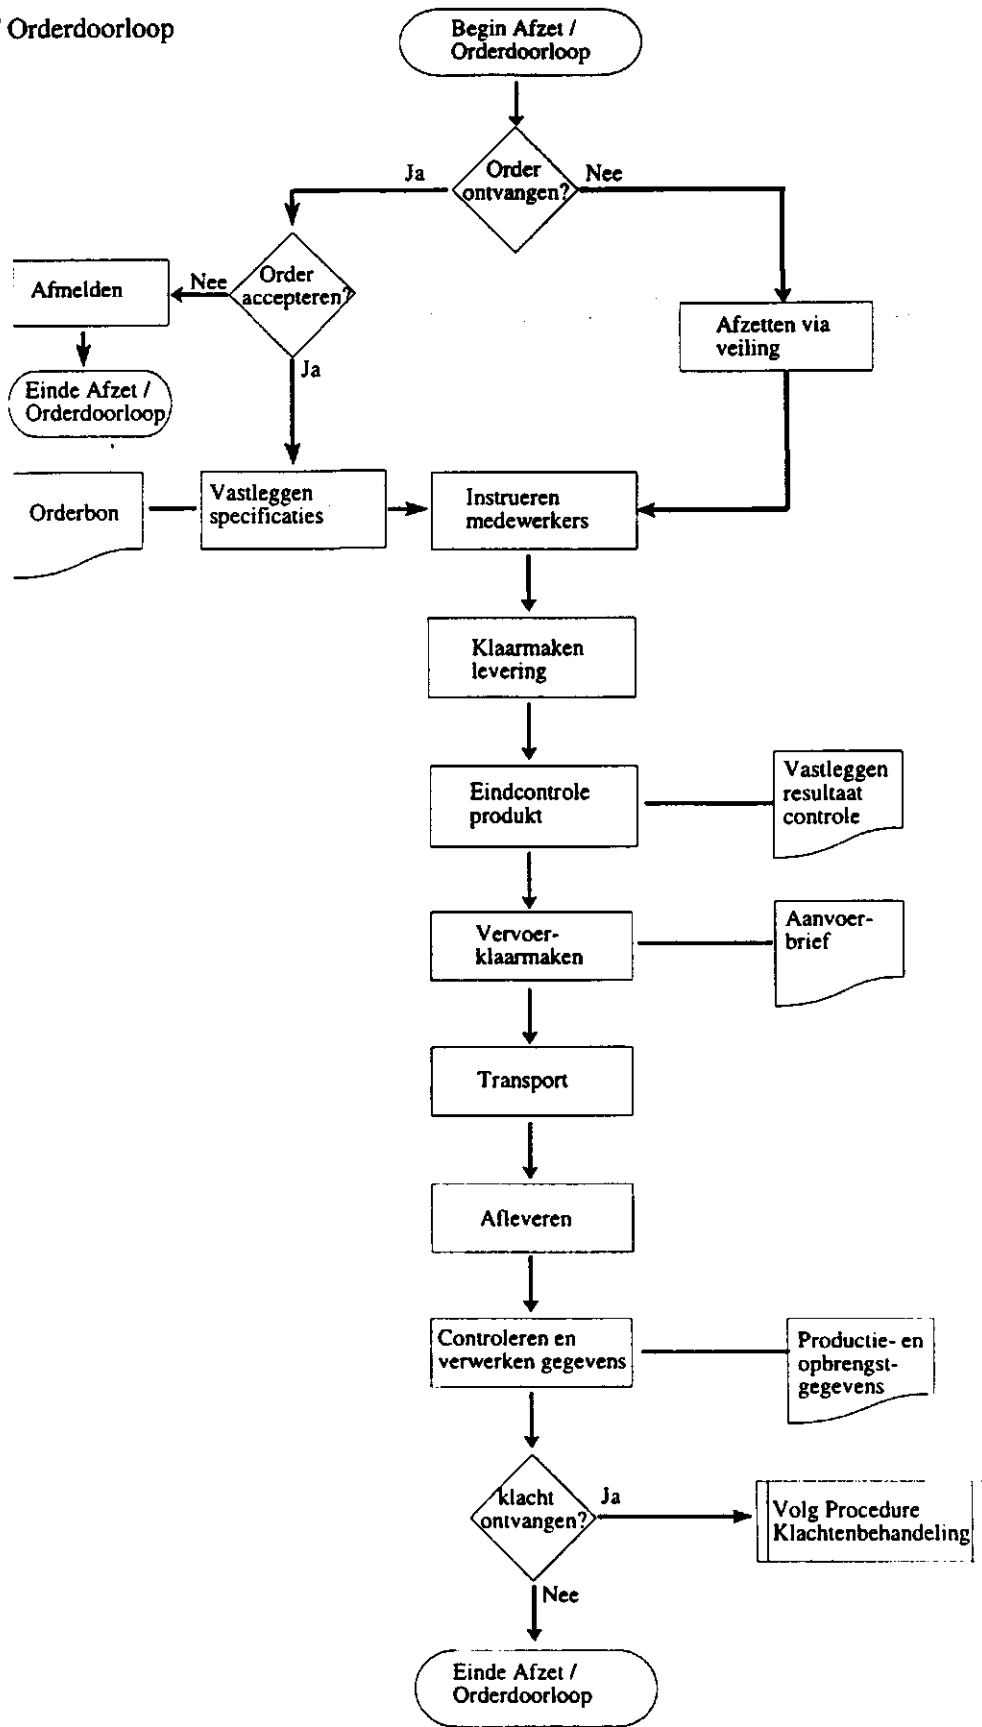 Orderdoorloop
Begin Afzet /
Orderdoorloop
Order
ontvangen?
Ja
Nee
Order
accepteren?
Nee
Afmelden
Einde Afzet /
Orderdoorloop
Ja
Afzetten via
veiling
Orderbon
Vastleggen
specificaties
Instrueren
medewerkers
Klaarmaken
levering
Eindcontrole
produkt
Vastleggen
resultaat
controle
Vervoer-
klaarmaken
Aanvoer-
brief
Transport
Afleveren
Controleren en
verwerken gegevens
Productie- en
opbrengst-
gegevens
klacht
ontvangen?
Ja
Volg Procedure
Klachtenbehandeling
Nee
Einde Afzet /
Orderdoorloop